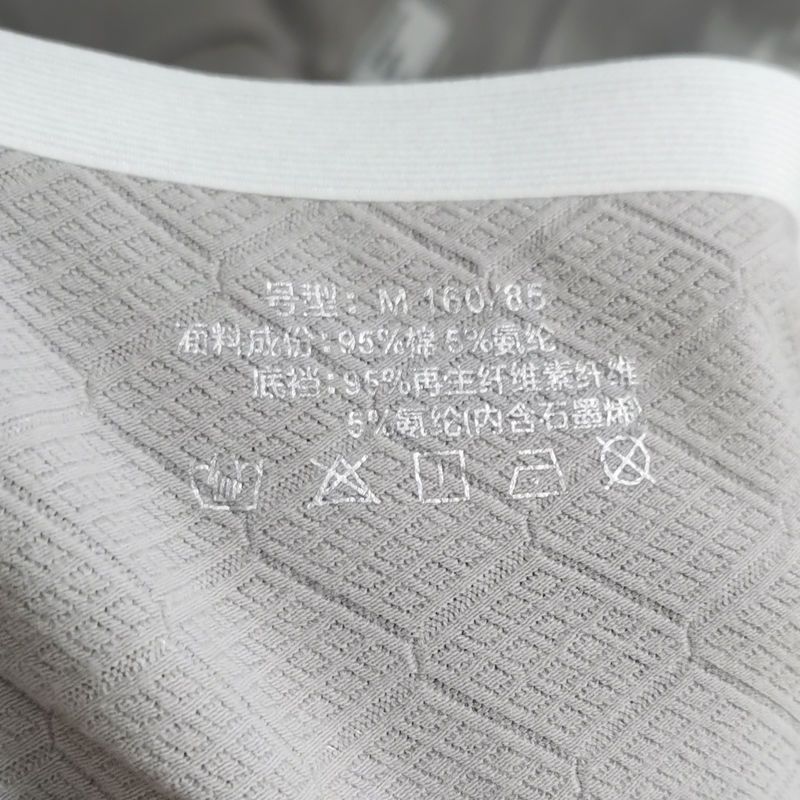 号型: M 160/85
面料成份: 95%棉 5%氨纶
底裆: 95%再生纤维素纤维
5%氨纶(内含石墨烯)